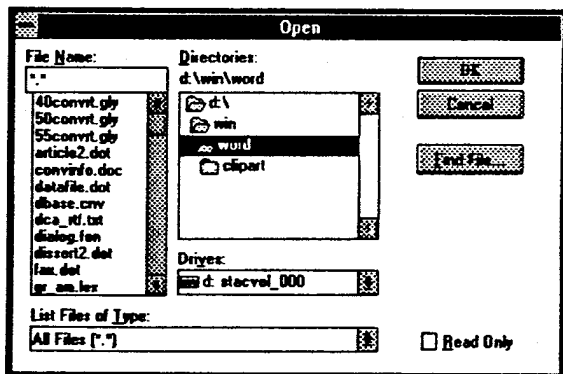 Open
File Name:
*.*
40convrt.gly
50convrt.gly
55convrt.gly
article2.dot
convinfo.doc
datafile.dot
dbase.cnv
dca_rtf.txt
dialog.fon
dissert2.dot
fax.dot
gr_am.lex
Directories:
d:\win\word
d:\
win
word
clipart
Drives:
d: stacvol_000
OK
Cancel
Find File...
List Files of Type:
All Files (*.*)
Read Only